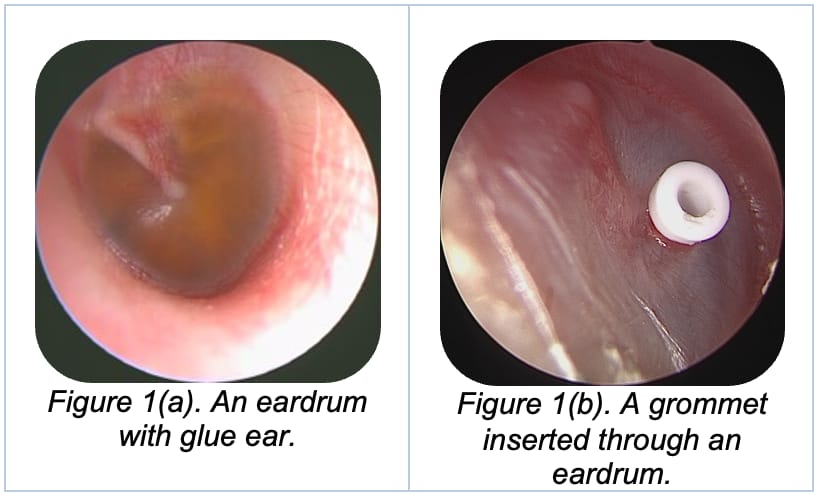 Figure 1(a). An eardrum
with glue ear.
Figure 1(b). A grommet
inserted through an
eardrum.